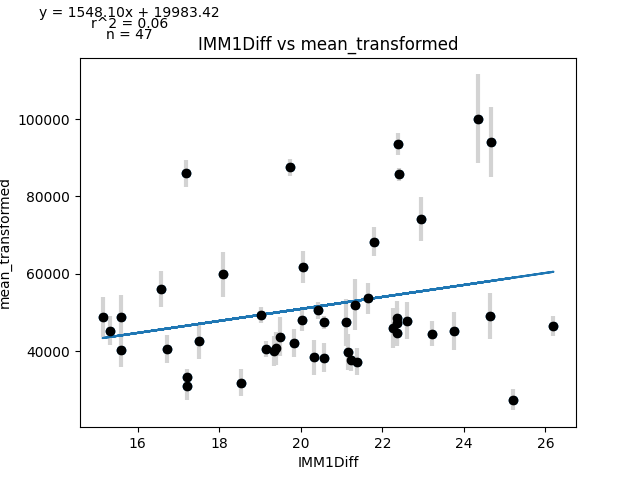 y = 1548.10x + 19983.42
r^2 = 0.06
n = 47
IMM1Diff vs mean_transformed
mean_transformed
100000
80000
60000
40000
16 18 20 22 24 26
IMM1Diff